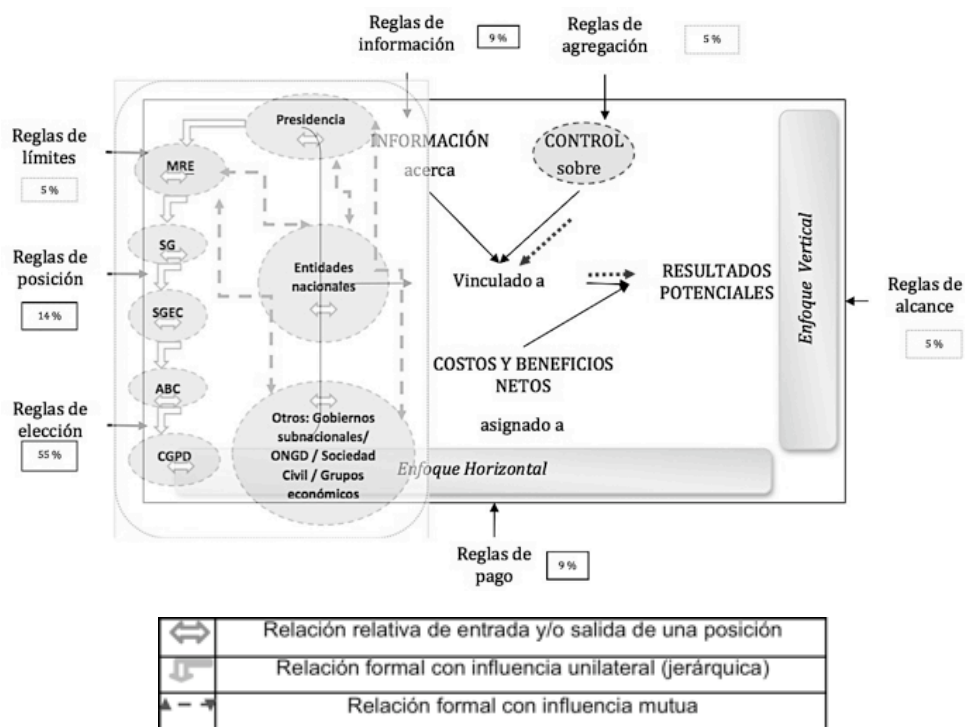 Reglas de
información
9 %
Reglas de
agregación
5 %
Reglas de
límites
5 %
Presidencia
MRE
INFORMACIÓN
acerca
CONTROL
sobre
Reglas de
posición
14 %
SG
SGEC
Entidades
nacionales
Vinculado a
RESULTADOS
POTENCIALES
Enfoque Vertical
Reglas de
alcance
5 %
Reglas de
elección
55 %
ABC
CGPD
COSTOS Y BENEFICIOS
NETOS
asignado a
Otros: Gobiernos
subnacionales/
ONGD / Sociedad
Civil / Grupos
económicos
Enfoque Horizontal
Reglas de
pago
9 %
Relación relativa de entrada y/o salida de una posición
Relación formal con influencia unilateral (jerárquica)
Relación formal con influencia mutua